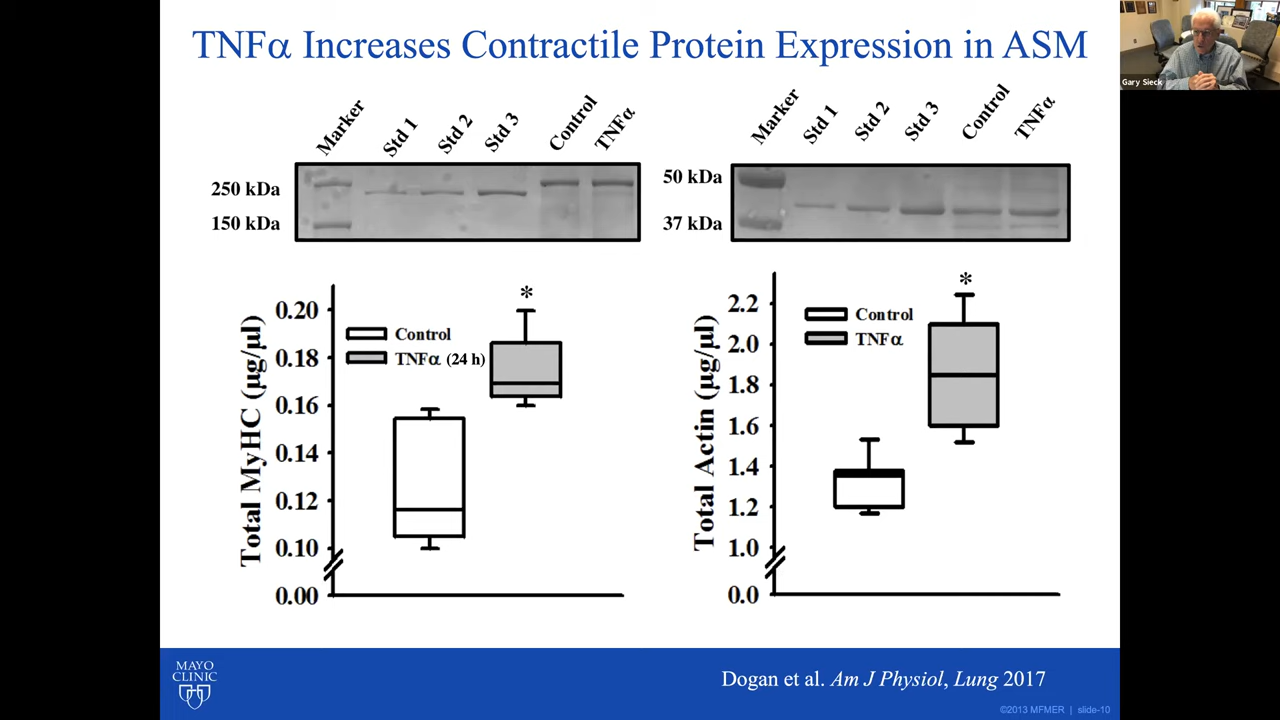 TNFα Increases Contractile Protein Expression in ASM
Gary Sieck
Marker
Std 1
Std 2
Std 3
Control
TNFα
250 kDa
150 kDa
Marker
Std 1
Std 2
Std 3
Control
TNFα
50 kDa
37 kDa
Total MyHC (µg/µl)
0.20
0.18
0.16
0.14
0.12
0.10
0.00
Control
TNFα (24 h)
*
Total Actin (µg/µl)
2.2
2.0
1.8
1.6
1.4
1.2
1.0
0.0
Control
TNFα
*
MAYO
CLINIC
Dogan et al. Am J Physiol, Lung 2017
©2013 MFMER | slide-10